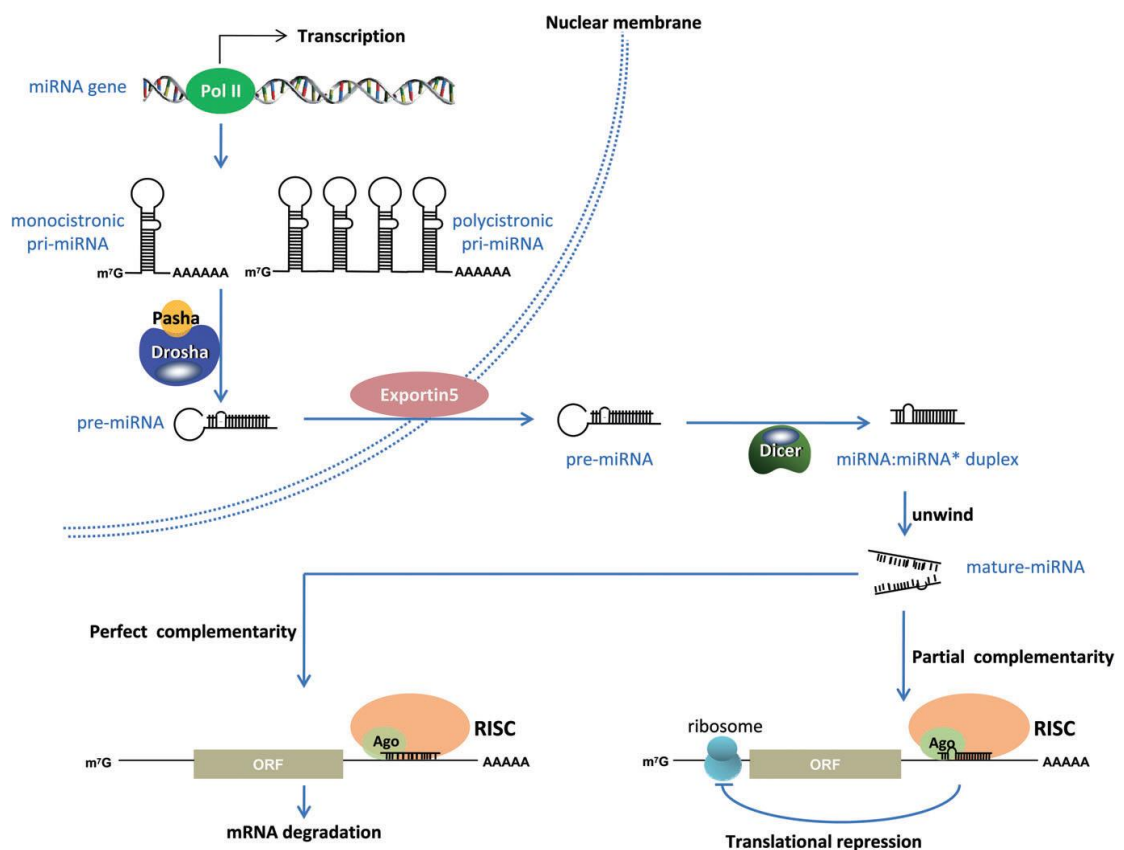 Nuclear membrane
Transcription
miRNA gene
Pol II
monocistronic
pri-miRNA
polycistronic
pri-miRNA
m⁷G
AAAAAA
m⁷G
AAAAAA
Pasha
Drosha
Exportin5
pre-miRNA
pre-miRNA
Dicer
miRNA:miRNA* duplex
unwind
mature-miRNA
Perfect complementarity
Partial complementarity
RISC
Ago
m⁷G
ORF
AAAAA
mRNA degradation
ribosome
RISC
Ago
m⁷G
ORF
AAAAA
Translational repression